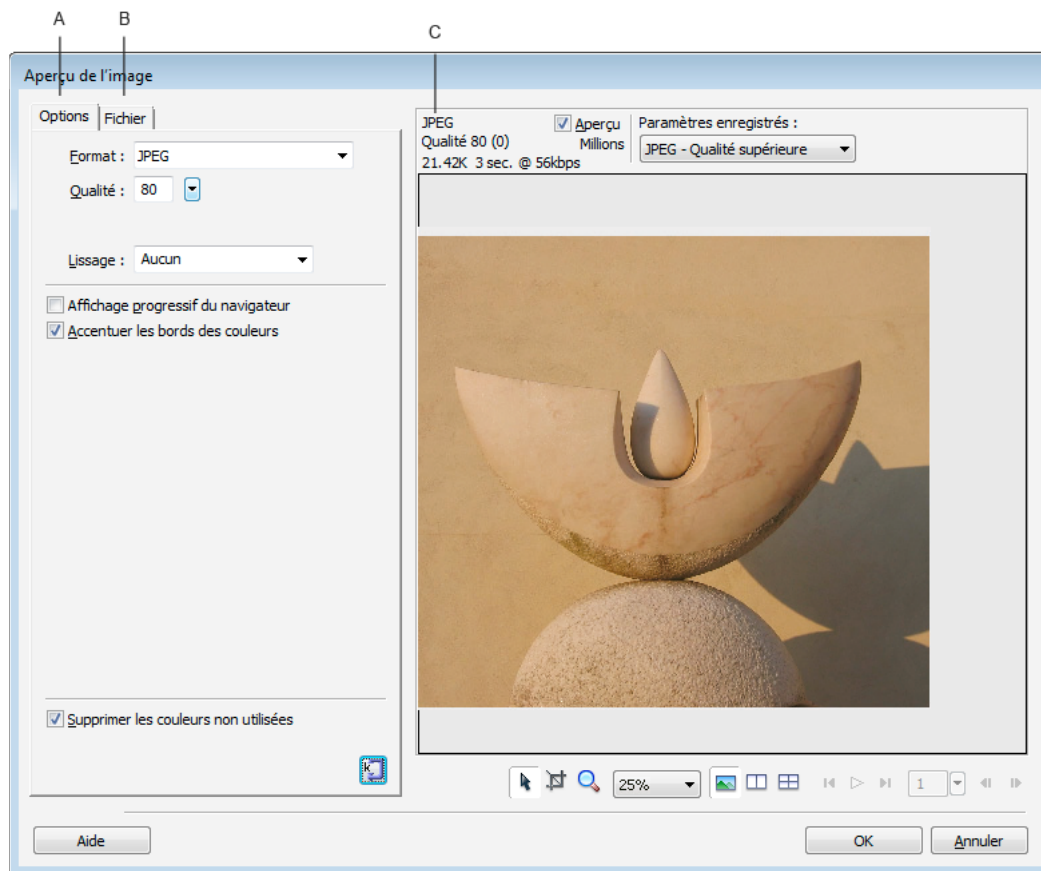 A
B
C
Aperçu de l'image
Options
Fichier
Format : JPEG
Qualité : 80
Lissage : Aucun
Affichage progressif du navigateur
Accentuer les bords des couleurs
Supprimer les couleurs non utilisées
JPEG
Qualité 80 (0)
21.42K 3 sec. @ 56kbps
Aperçu
Millions
Paramètres enregistrés :
JPEG - Qualité supérieure
k
25%
1
Aide
OK
Annuler